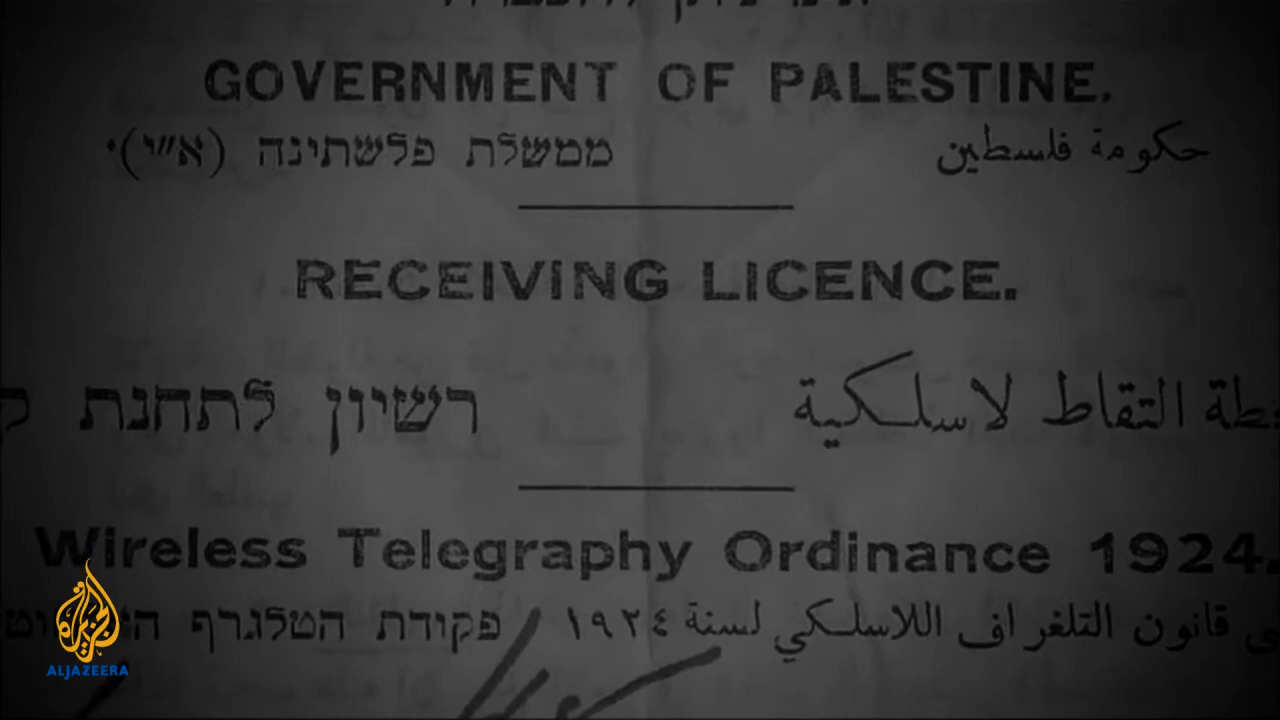 GOVERNMENT OF PALESTINE.
ממשלת פלשתינה (א״י). حكومة فلسطين
RECEIVING LICENCE.
רשיון לתחנת التقاط لاسلكية
Wireless Telegraphy Ordinance 1924.
פקודת הטלגרף قانون التلغراف اللاسلكي لسنة ١٩٢٤
الجزيرة
ALJAZEERA